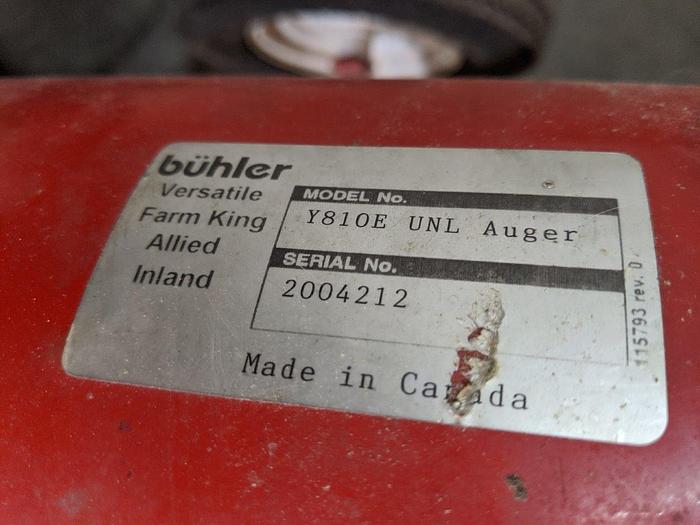 bühler
Versatile
Farm King
Allied
Inland
MODEL No.
Y810E UNL Auger
SERIAL No.
2004212
Made in Canada
115793 rev. 0